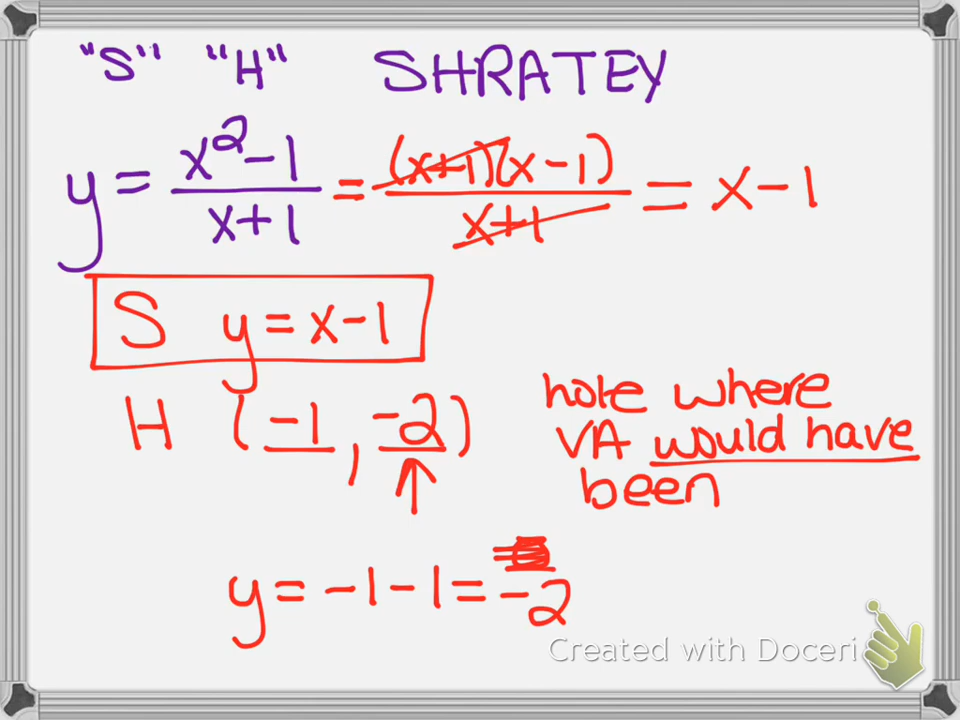 "S" "H" SHRATEY
y = x²-1 / x+1 = (x+1)(x-1) / x+1 = x-1
S y = x-1
H (-1, -2)
hole where
VA would have
been
y = -1-1 = -2
Created with Doceri